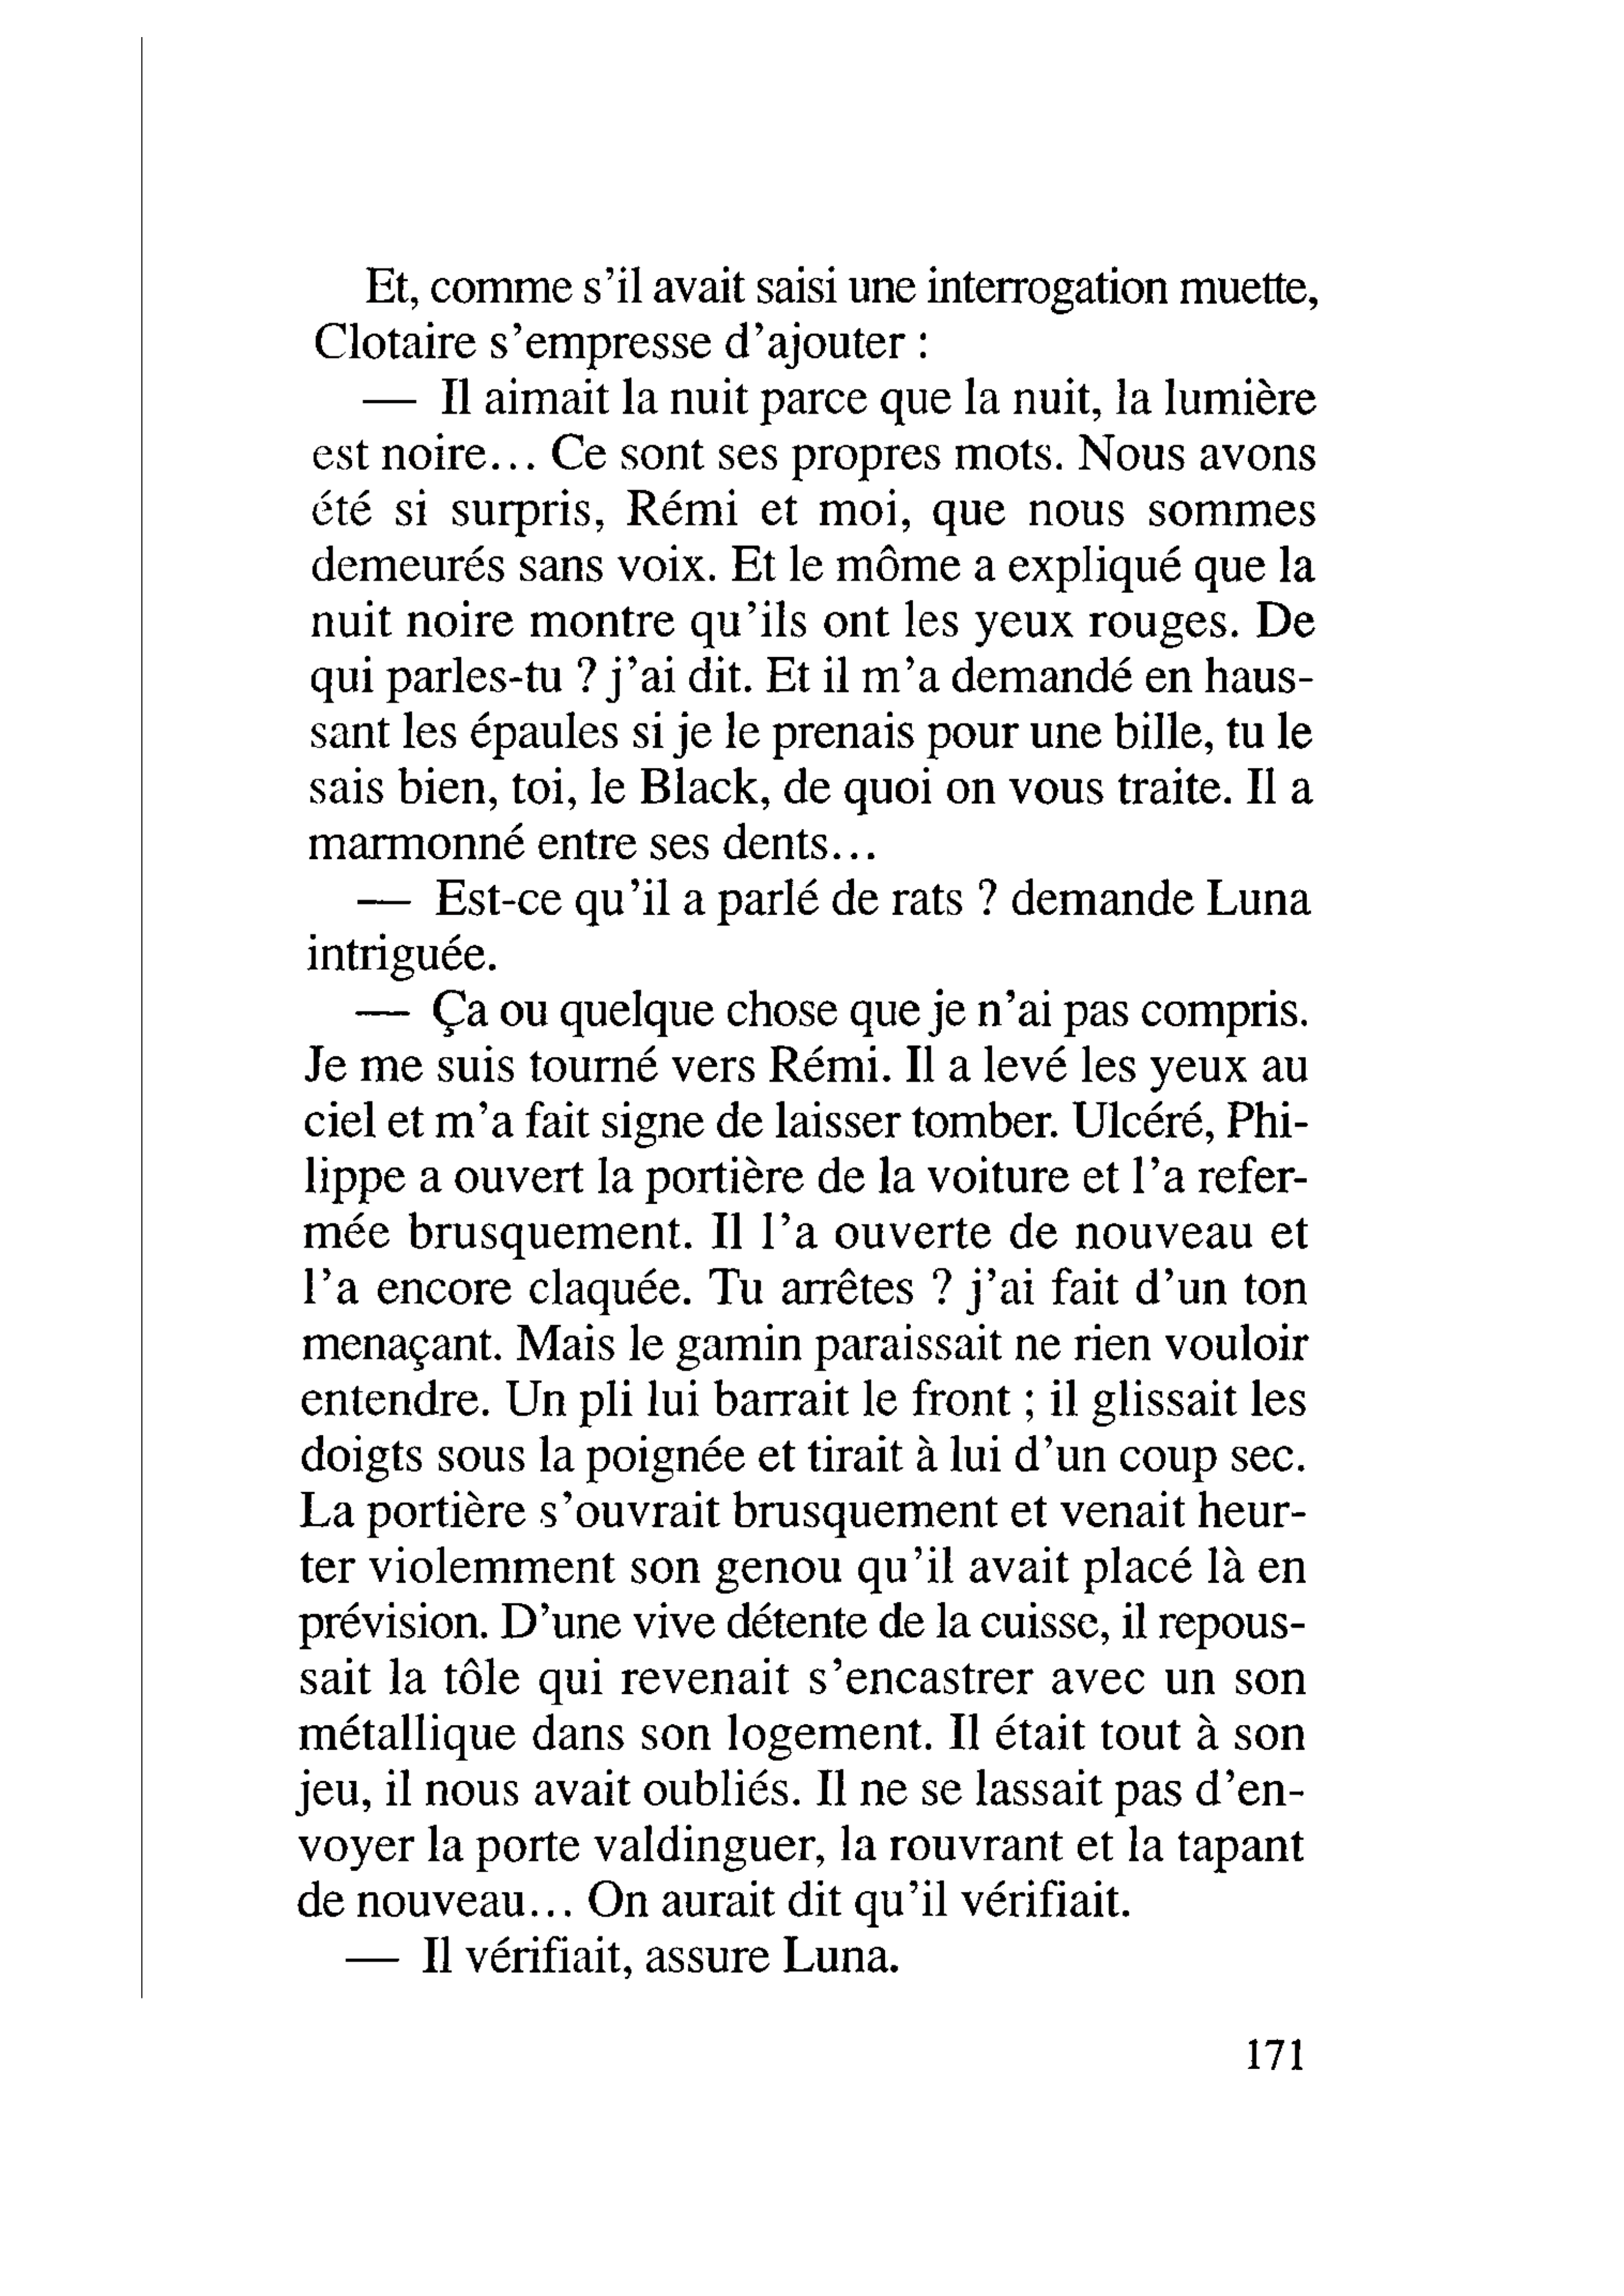 Et, comme s'il avait saisi une interrogation muette,
Clotaire s'empresse d'ajouter :
— Il aimait la nuit parce que la nuit, la lumière
est noire... Ce sont ses propres mots. Nous avons
été si surpris, Rémi et moi, que nous sommes
demeurés sans voix. Et le môme a expliqué que la
nuit noire montre qu'ils ont les yeux rouges. De
qui parles-tu ? j'ai dit. Et il m'a demandé en haus-
sant les épaules si je le prenais pour une bille, tu le
sais bien, toi, le Black, de quoi on vous traite. Il a
marmonné entre ses dents...
— Est-ce qu'il a parlé de rats ? demande Luna
intriguée.
— Ça ou quelque chose que je n'ai pas compris.
Je me suis tourné vers Rémi. Il a levé les yeux au
ciel et m'a fait signe de laisser tomber. Ulcéré, Phi-
lippe a ouvert la portière de la voiture et l'a refer-
mée brusquement. Il l'a ouverte de nouveau et
l'a encore claquée. Tu arrêtes ? j'ai fait d'un ton
menaçant. Mais le gamin paraissait ne rien vouloir
entendre. Un pli lui barrait le front ; il glissait les
doigts sous la poignée et tirait à lui d'un coup sec.
La portière s'ouvrait brusquement et venait heur-
ter violemment son genou qu'il avait placé là en
prévision. D'une vive détente de la cuisse, il repous-
sait la tôle qui revenait s'encastrer avec un son
métallique dans son logement. Il était tout à son
jeu, il nous avait oubliés. Il ne se lassait pas d'en-
voyer la porte valdinguer, la rouvrant et la tapant
de nouveau... On aurait dit qu'il vérifiait.
— Il vérifiait, assure Luna.
171